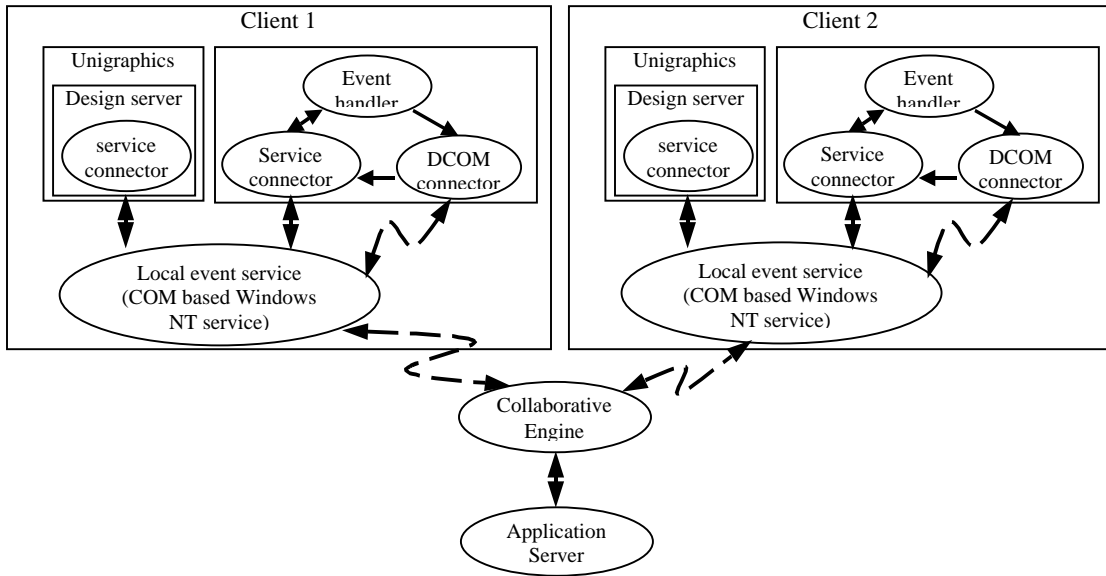 Client 1
Unigraphics
Design server
service
connector
Event
handler
Service
connector
DCOM
connector
Local event service
(COM based Windows
NT service)
Client 2
Unigraphics
Design server
service
connector
Event
handler
Service
connector
DCOM
connector
Local event service
(COM based Windows
NT service)
Collaborative
Engine
Application
Server